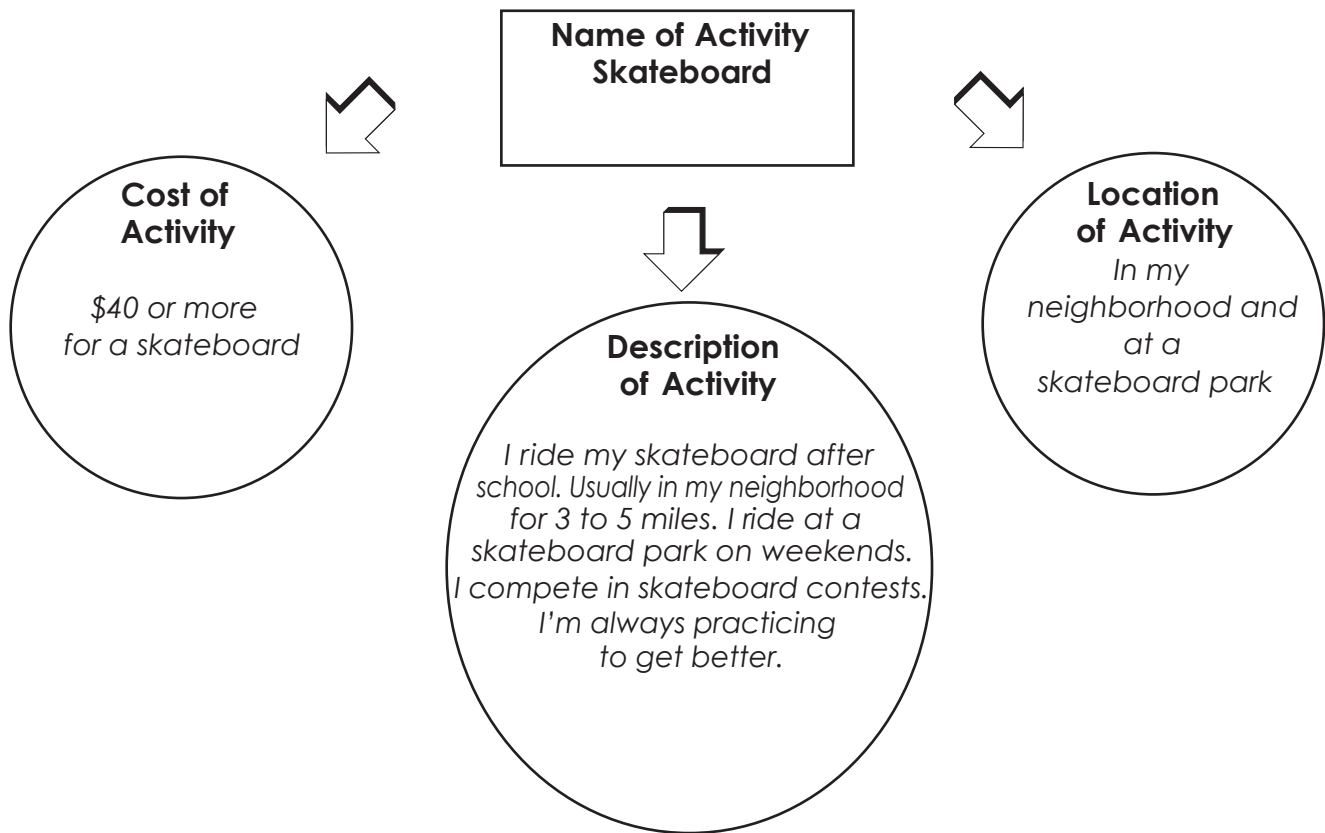 Name of Activity
Skateboard
Cost of
Activity
$40 or more
for a skateboard
Description
of Activity
I ride my skateboard after
school. Usually in my neighborhood
for 3 to 5 miles. I ride at a
skateboard park on weekends.
I compete in skateboard contests.
I'm always practicing
to get better.
Location
of Activity
In my
neighborhood and
at a
skateboard park